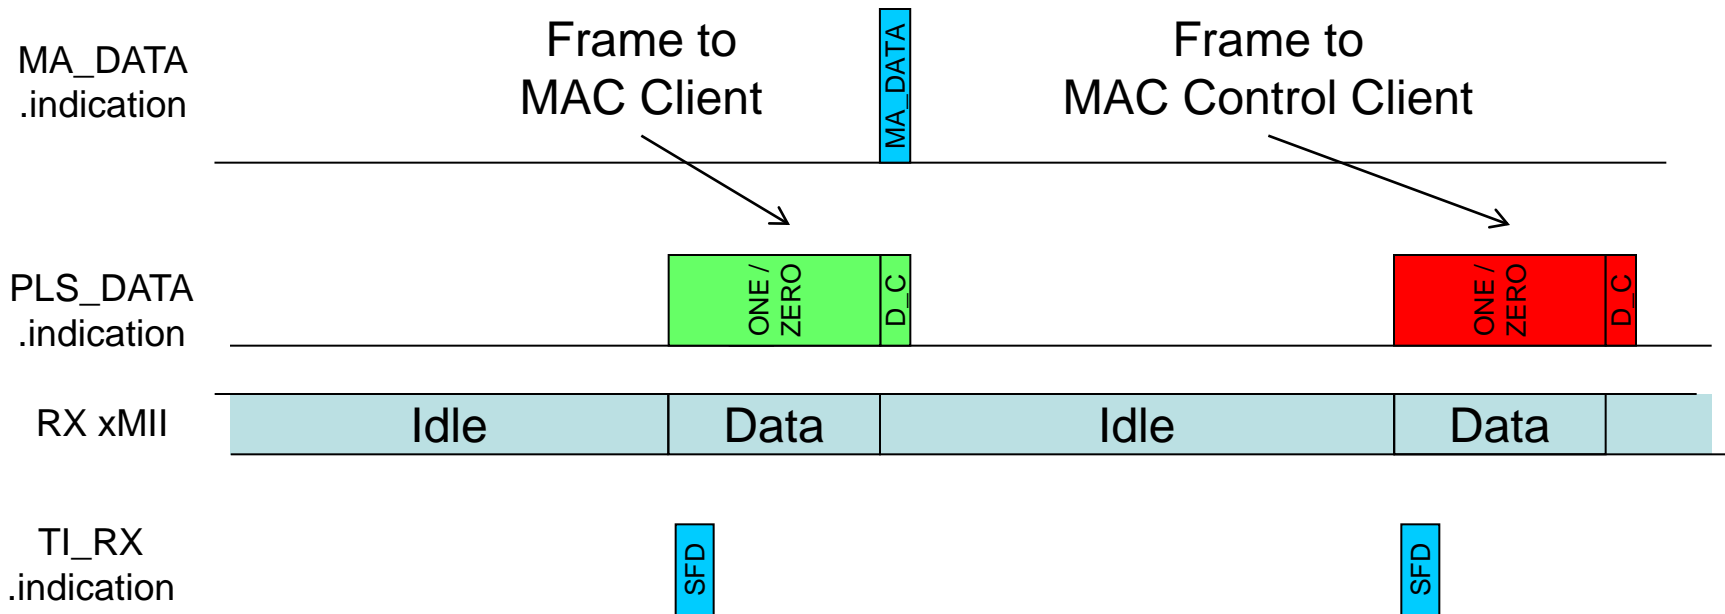 MA_DATA
.indication
Frame to
MAC Client
MA_DATA
Frame to
MAC Control Client
PLS_DATA
.indication
ONE /
ZERO
D_C
ONE /
ZERO
D_C
RX xMII
Idle
Data
Idle
Data
TI_RX
.indication
SFD
SFD